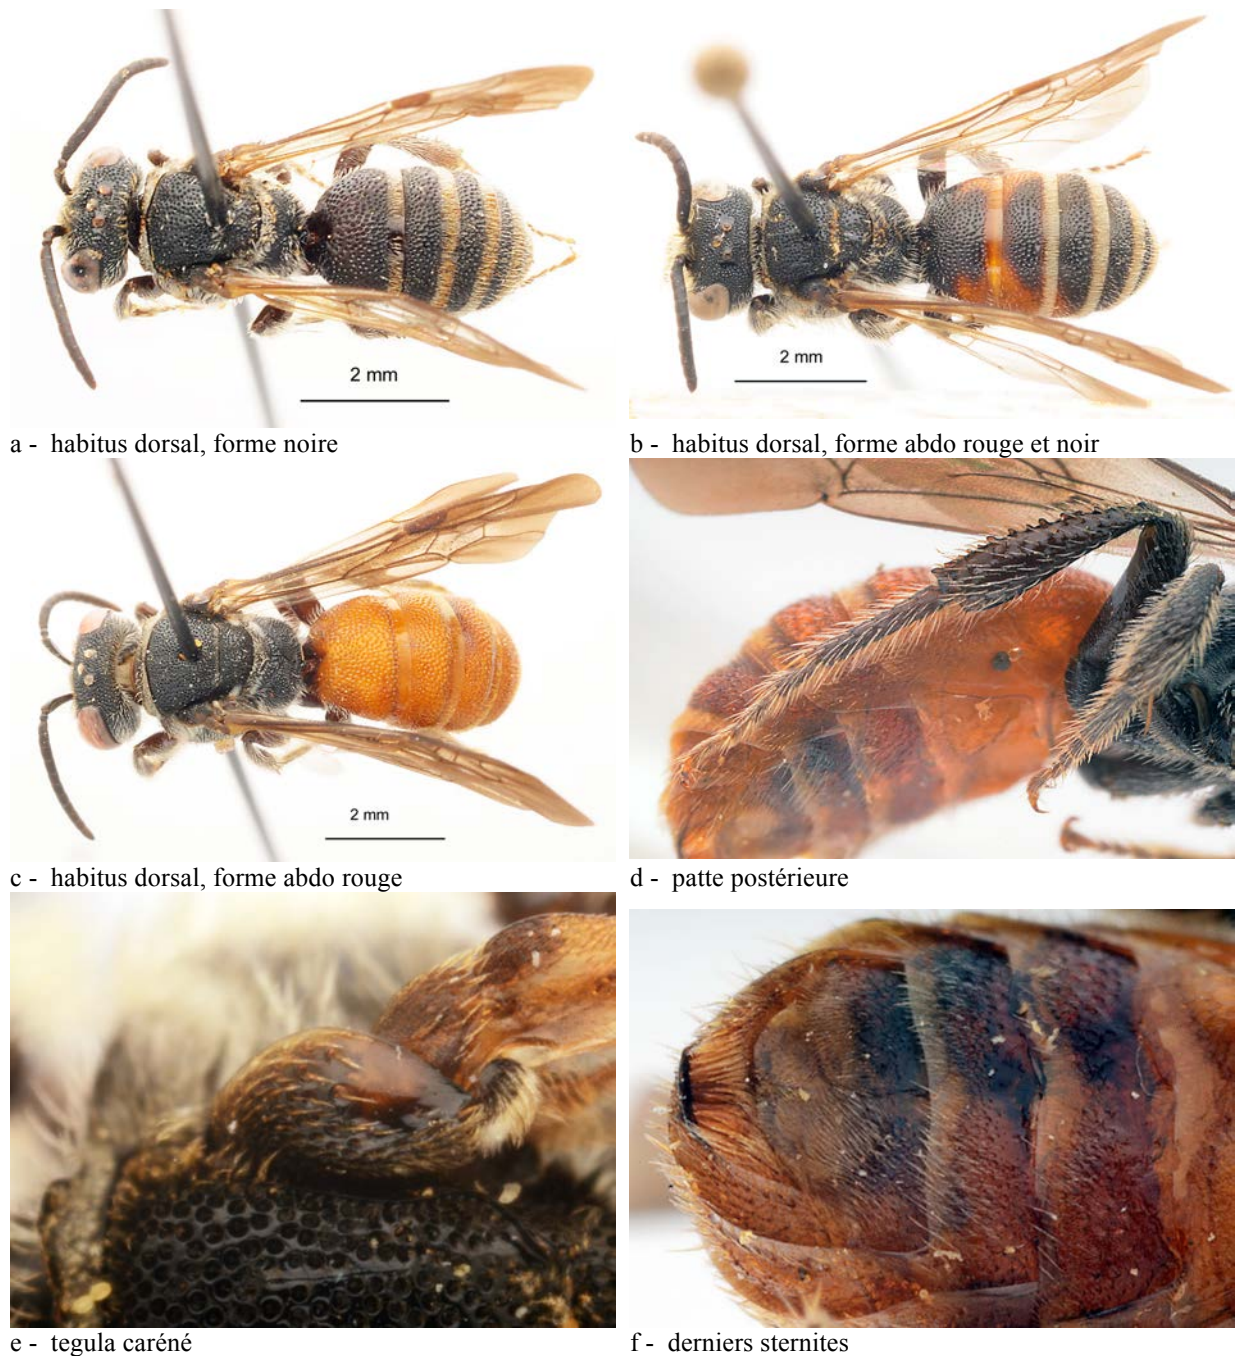 2 mm
2 mm
a - habitus dorsal, forme noire
b - habitus dorsal, forme abdo rouge et noir
2 mm
c - habitus dorsal, forme abdo rouge
d - patte postérieure
e - tegula caréné
f - derniers sternites